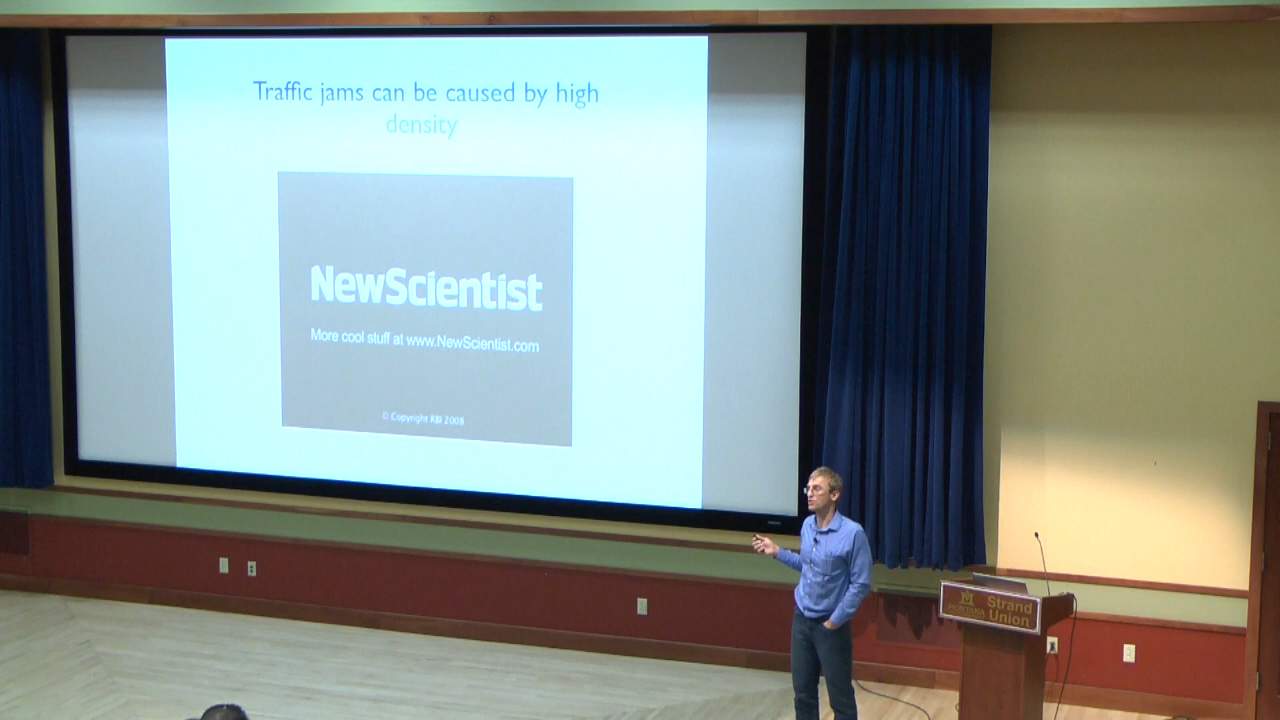 Traffic jams can be caused by high
density
NewScientist
More cool stuff at www.NewScientist.com
© Copyright RBI 2008
M
MONTANA
Strand
Union